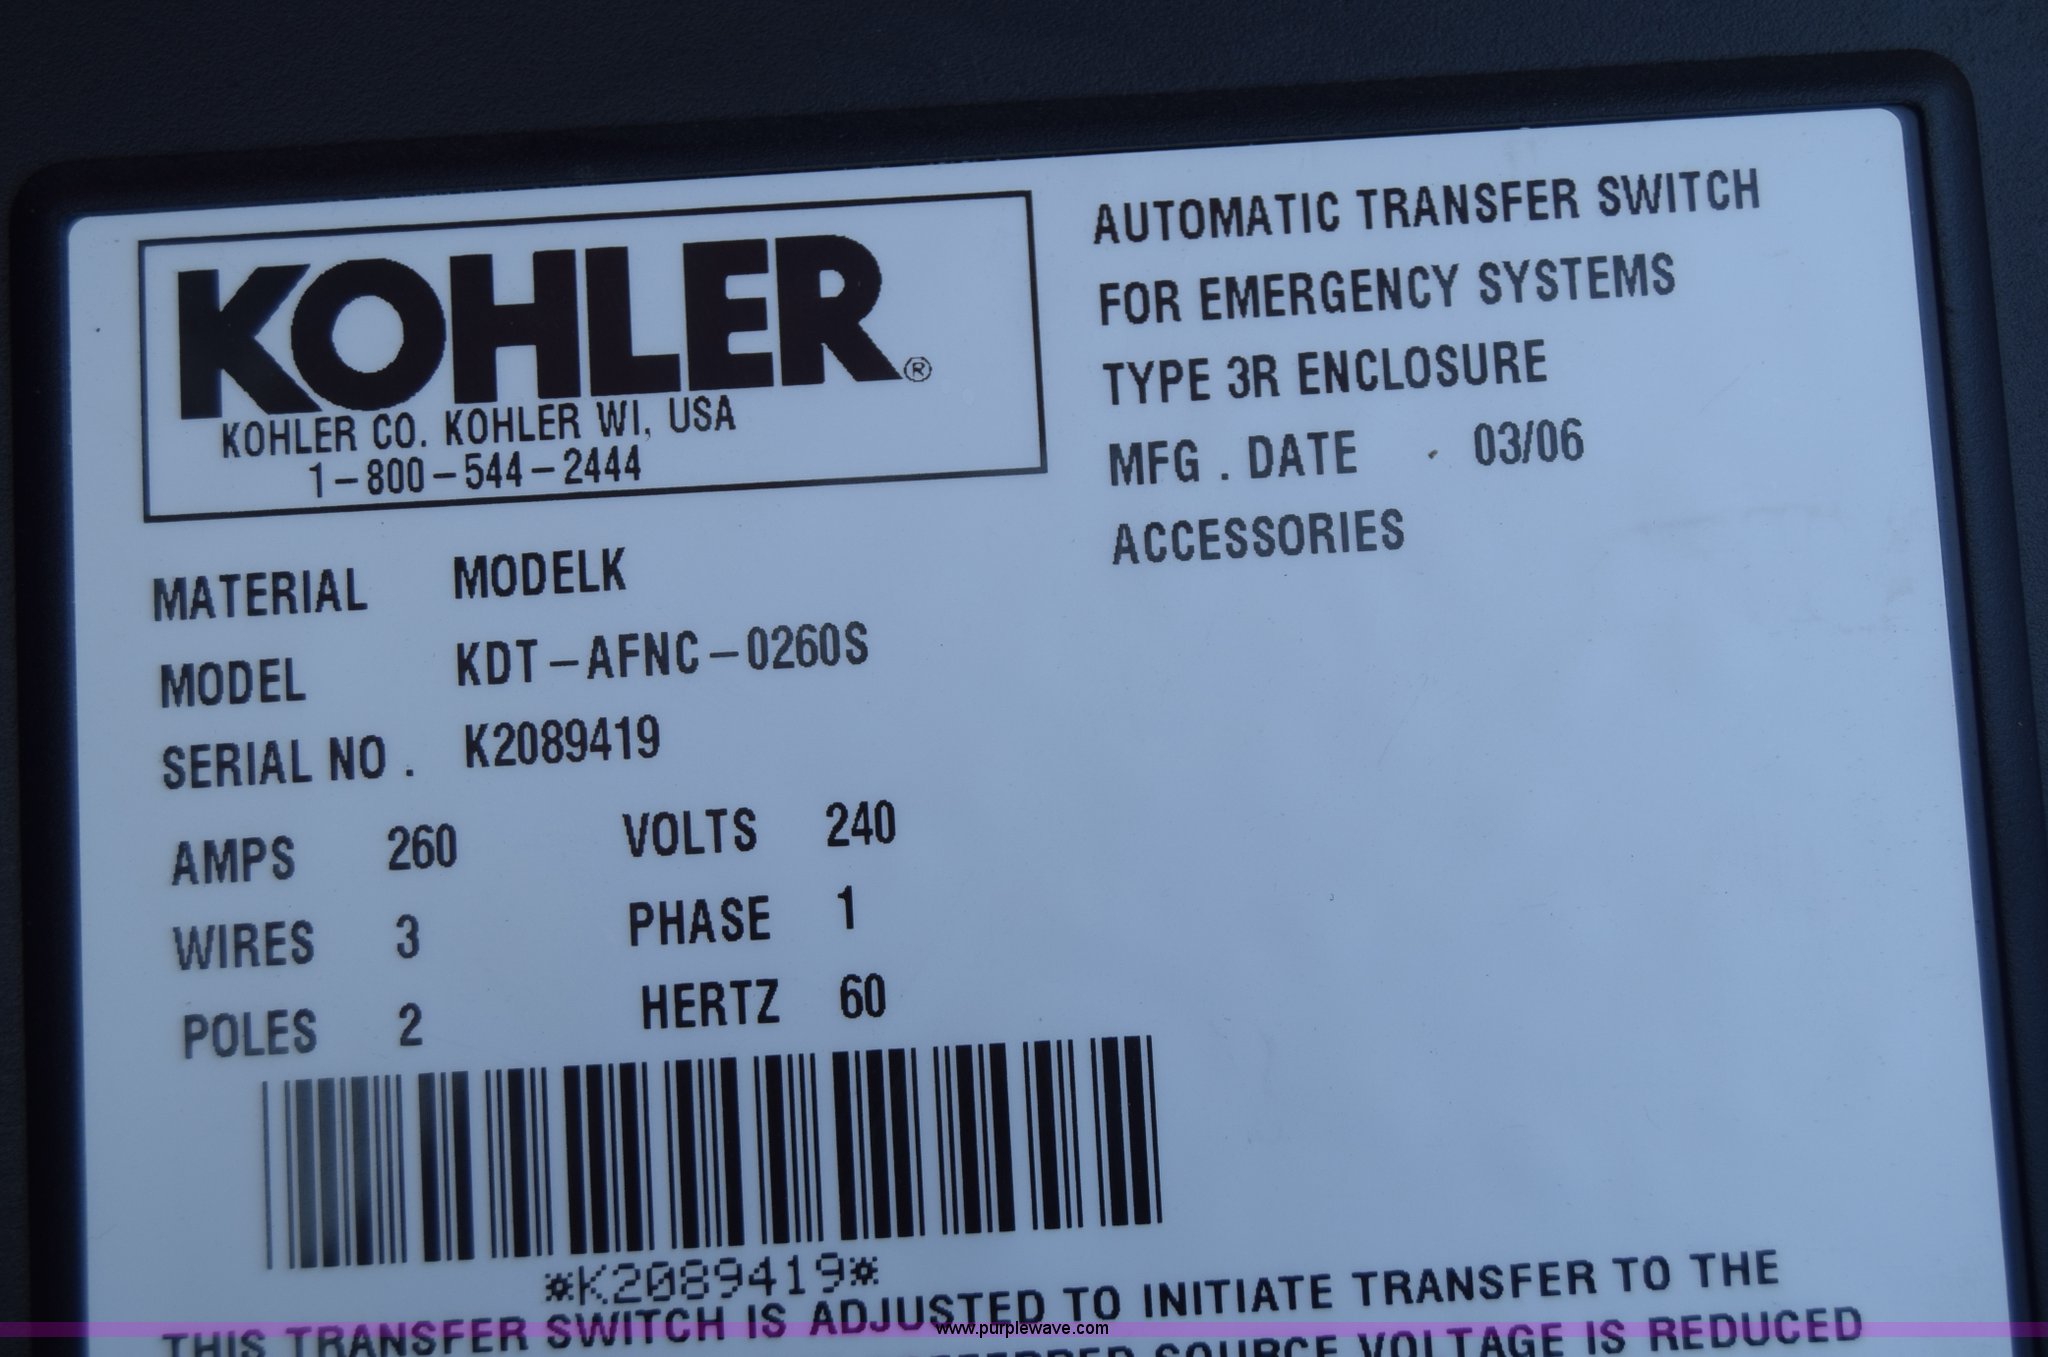 KOHLER®
KOHLER CO. KOHLER WI, USA
1-800-544-2444
AUTOMATIC TRANSFER SWITCH
FOR EMERGENCY SYSTEMS
TYPE 3R ENCLOSURE
MFG . DATE 03/06
ACCESSORIES
MATERIAL MODELK
MODEL KDT-AFNC-0260S
SERIAL NO . K2089419
AMPS 260 VOLTS 240
WIRES 3 PHASE 1
POLES 2 HERTZ 60
*K2089419*
THIS TRANSFER SWITCH IS ADJUSTED TO INITIATE TRANSFER TO THE
SOURCE VOLTAGE IS REDUCED
www.purplewave.com